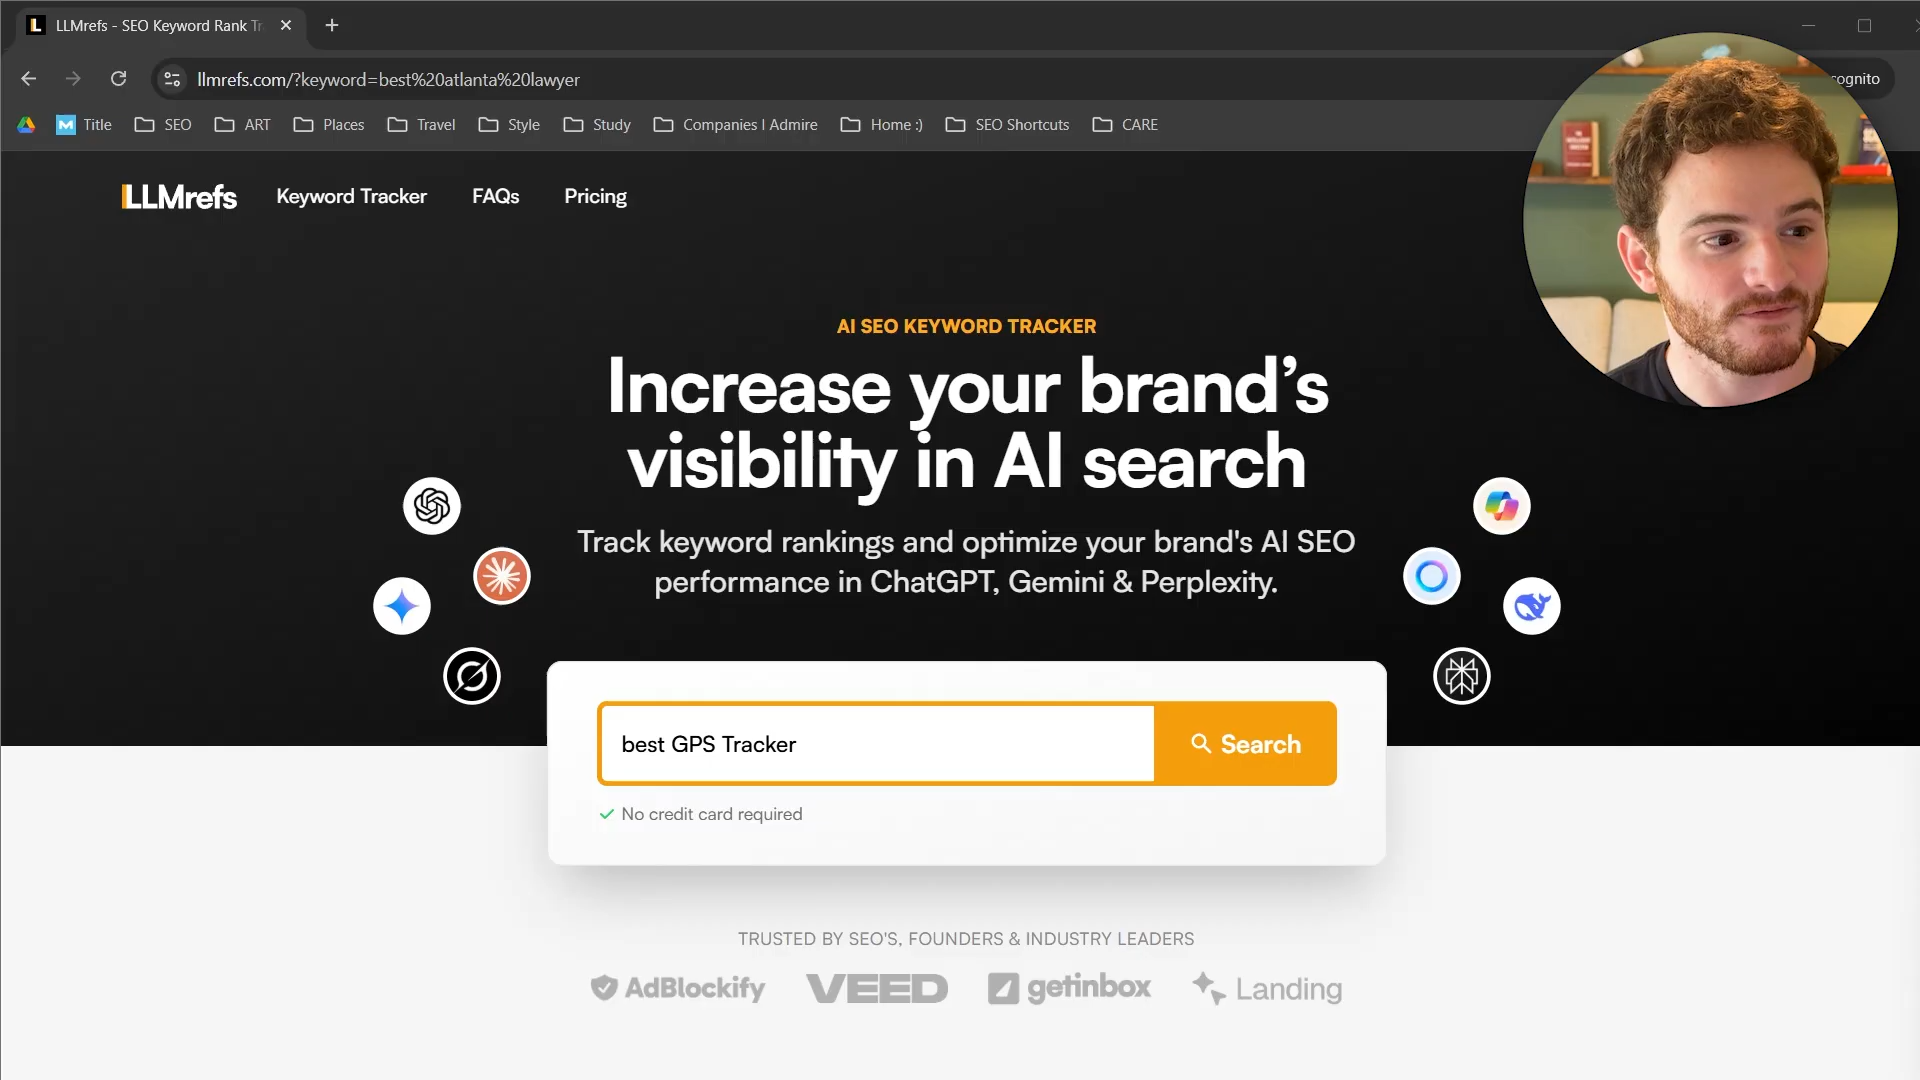 LLMrefs - SEO Keyword Rank Tr
llmrefs.com/?keyword=best%20atlanta%20lawyer
cognito
Title
SEO
ART
Places
Travel
Style
Study
Companies I Admire
Home :)
SEO Shortcuts
CARE
LLMrefs
Keyword Tracker
FAQs
Pricing
AI SEO KEYWORD TRACKER
Increase your brand’s
visibility in AI search
Track keyword rankings and optimize your brand's AI SEO
performance in ChatGPT, Gemini & Perplexity.
best GPS Tracker
Search
No credit card required
TRUSTED BY SEO'S, FOUNDERS & INDUSTRY LEADERS
AdBlockify
VEED
getinbox
Landing